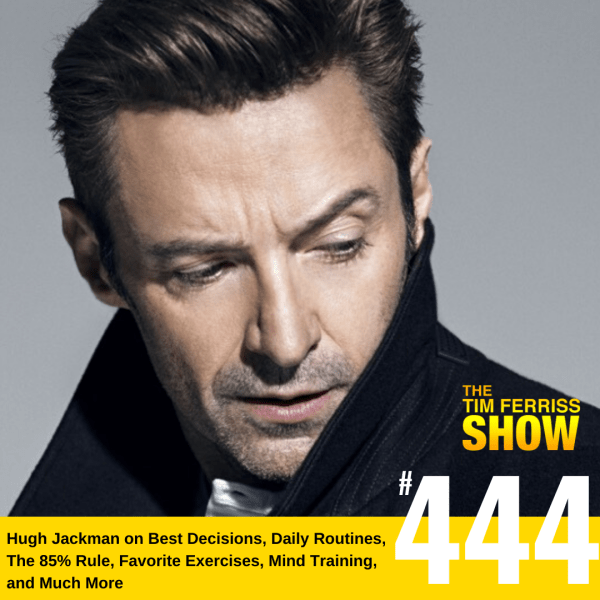 THE
TIM FERRISS
SHOW
#444
Hugh Jackman on Best Decisions, Daily Routines,
The 85% Rule, Favorite Exercises, Mind Training,
and Much More